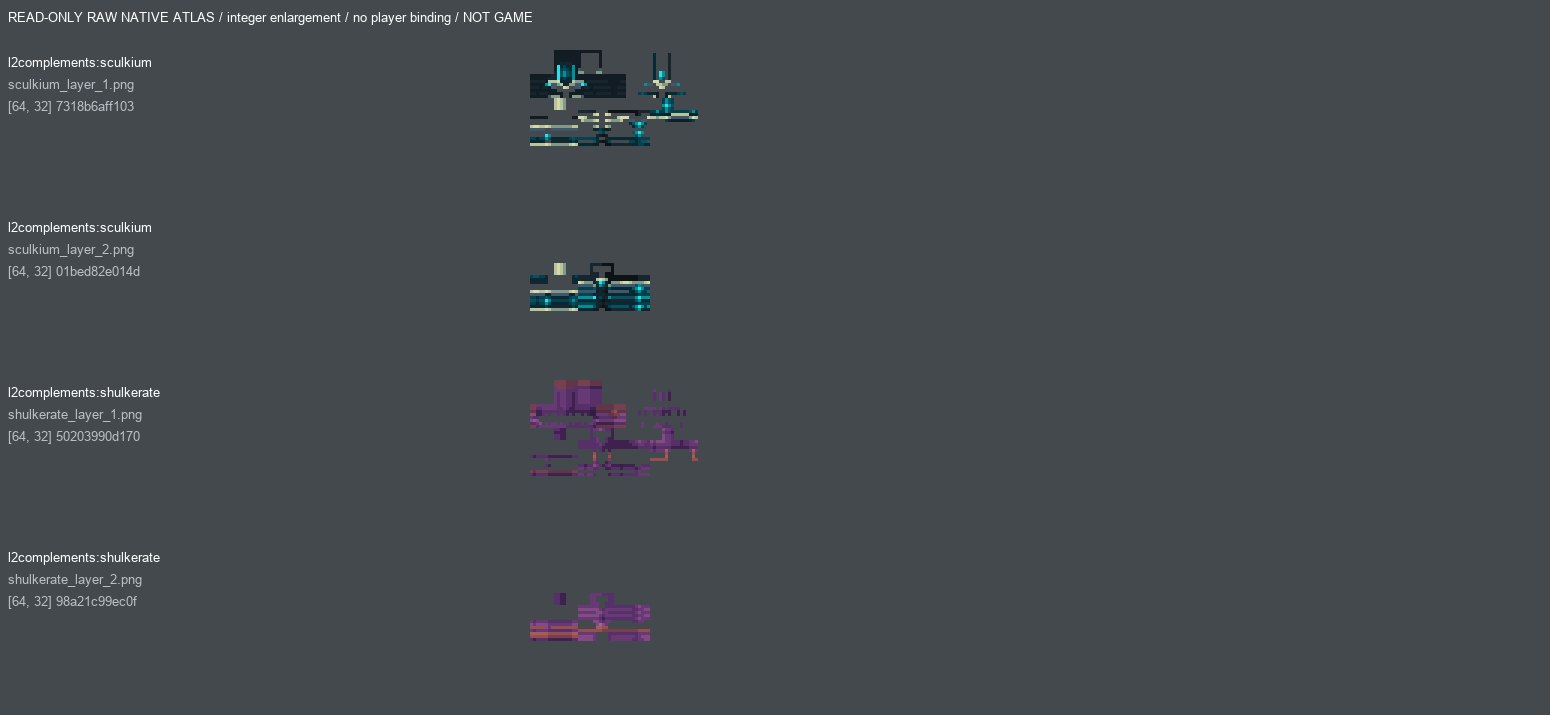 READ-ONLY RAW NATIVE ATLAS / integer enlargement / no player binding / NOT GAME
l2complements:sculkium
sculkium_layer_1.png
[64, 32] 7318b6aff103
l2complements:sculkium
sculkium_layer_2.png
[64, 32] 01bed82e014d
l2complements:shulkerate
shulkerate_layer_1.png
[64, 32] 50203990d170
l2complements:shulkerate
shulkerate_layer_2.png
[64, 32] 98a21c99ec0f